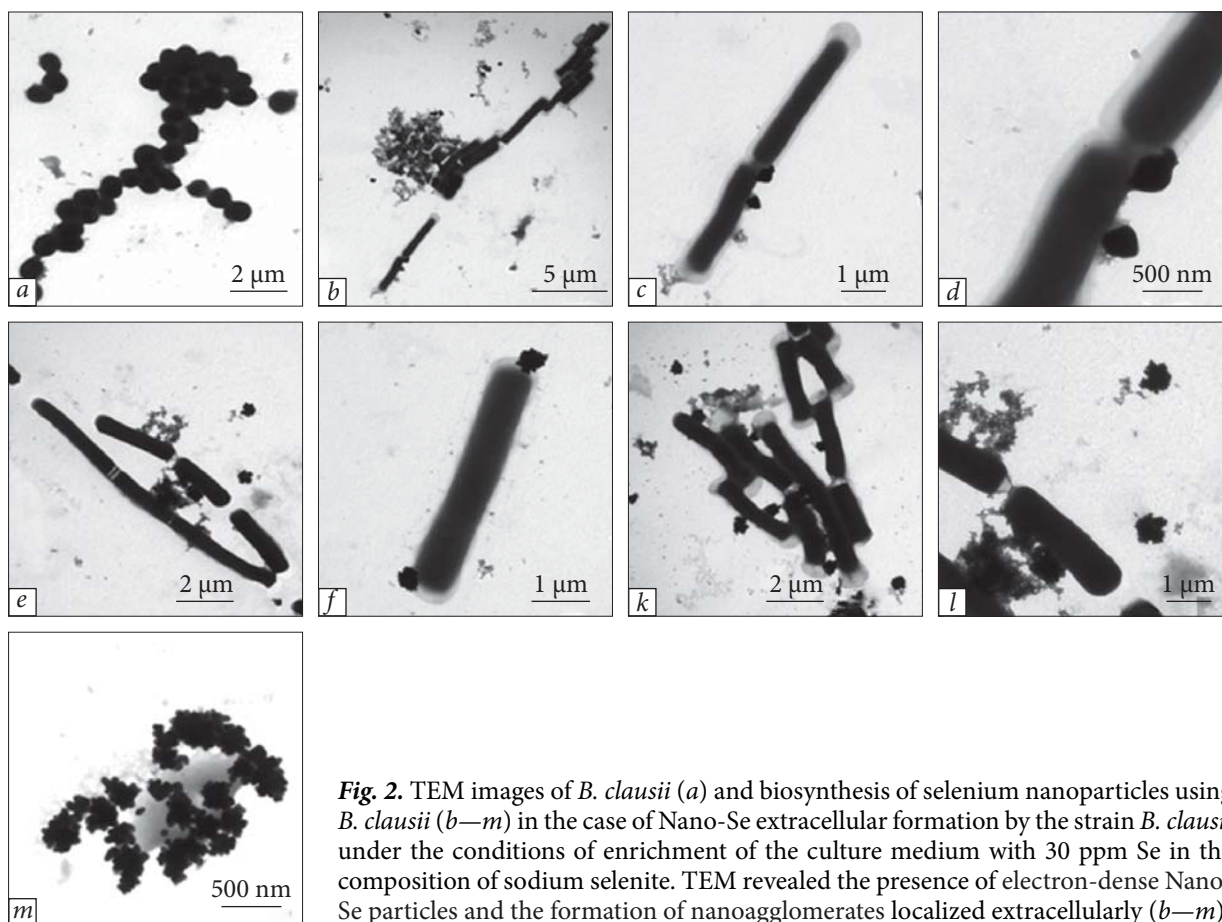 a
2 μm
b
5 μm
c
1 μm
d
500 nm
e
2 μm
f
1 μm
k
2 μm
l
1 μm
m
500 nm
Fig. 2. TEM images of B. clausii (a) and biosynthesis of selenium nanoparticles using
B. clausii (b—m) in the case of Nano-Se extracellular formation by the strain B. clausi
under the conditions of enrichment of the culture medium with 30 ppm Se in th
composition of sodium selenite. TEM revealed the presence of electron-dense Nano
Se particles and the formation of nanoagglomerates localized extracellularly (b—m)